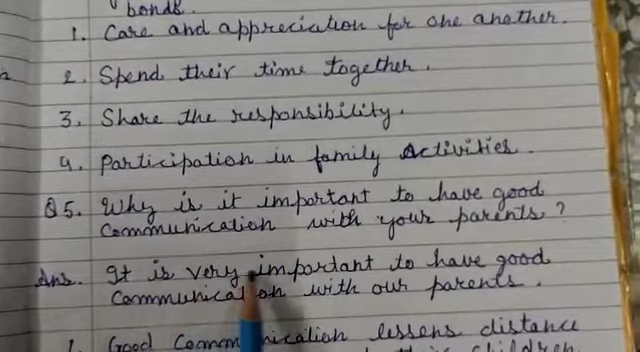 bonds.
1. Care and appreciation for one another.
2. Spend their time together.
3. Share the responsibility.
4. Participation in family Activities.
Q5. Why is it important to have good
communication with your parents?
Ans. It is very important to have good
communication with our parents.
1. Good Communication lessens distance
children